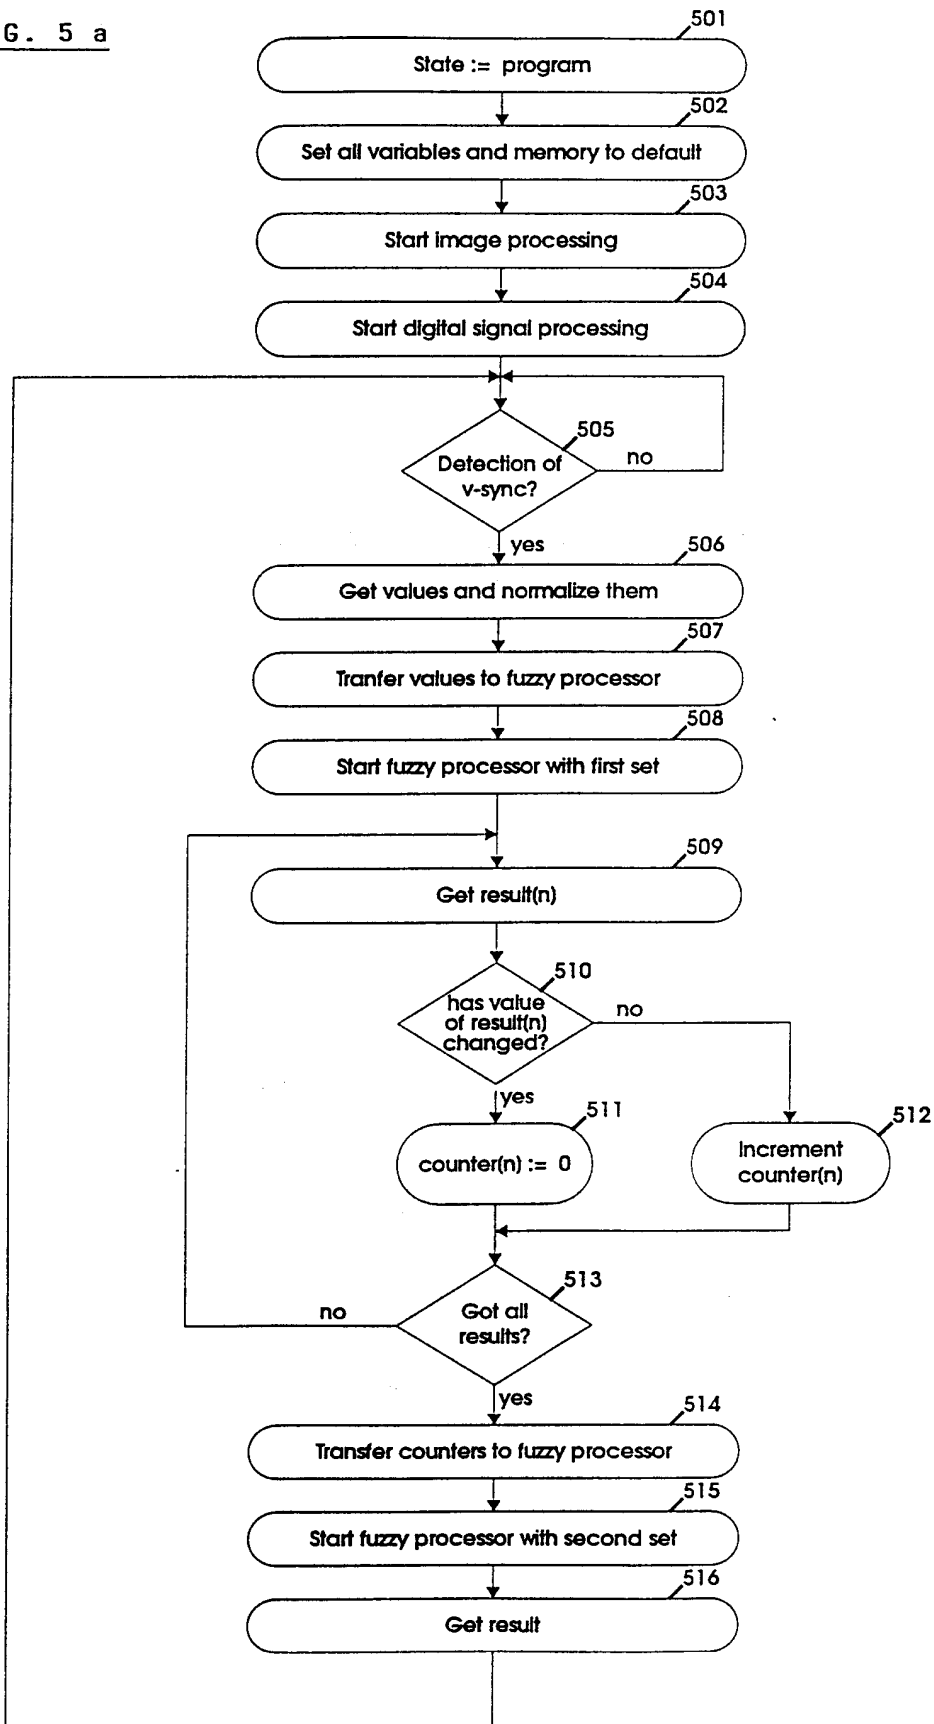 G. 5 a
501
State := program
502
Set all variables and memory to default
503
Start image processing
504
Start digital signal processing
505
Detection of
v-sync?
no
yes
506
Get values and normalize them
507
Tranfer values to fuzzy processor
508
Start fuzzy processor with first set
509
Get result(n)
510
has value
of result(n)
changed?
no
yes
511
counter(n) := 0
512
Increment
counter(n)
513
Got all
results?
no
yes
514
Transfer counters to fuzzy processor
515
Start fuzzy processor with second set
516
Get result